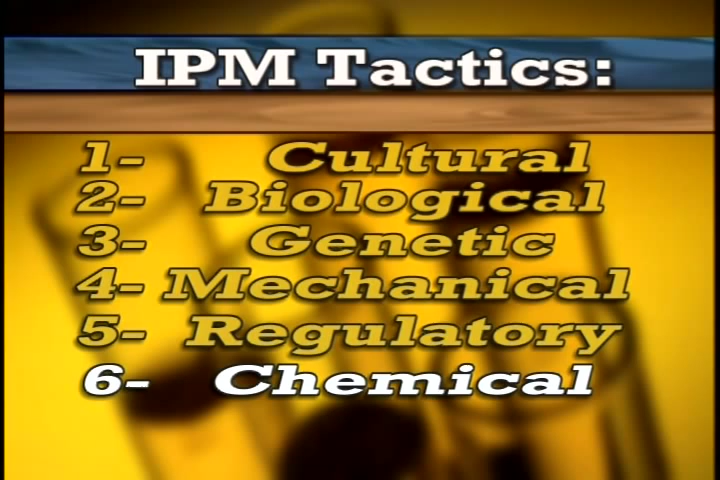 IPM Tactics:
1- Cultural
2- Biological
3- Genetic
4- Mechanical
5- Regulatory
6- Chemical